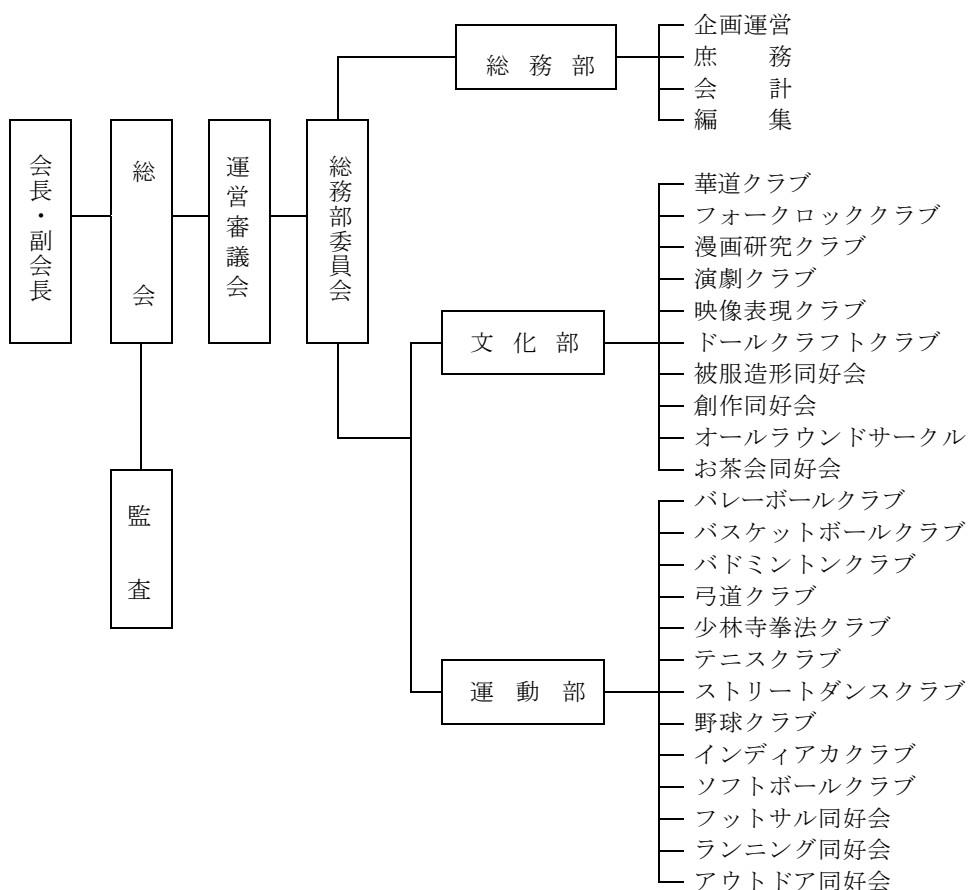 会長・副会長
総会
監査
運営審議会
総務部委員会
総務部
企画運営
庶務
会計
編集
文化部
華道クラブ
フォークロッククラブ
漫画研究クラブ
演劇クラブ
映像表現クラブ
ドールクラフトクラブ
被服造形同好会
創作同好会
オールラウンドサークル
お茶会同好会
運動部
バレーボールクラブ
バスケットボールクラブ
バドミントンクラブ
弓道クラブ
少林寺拳法クラブ
テニスクラブ
ストリートダンスクラブ
野球クラブ
インディアカクラブ
ソフトボールクラブ
フットサル同好会
ランニング同好会
アウトドア同好会